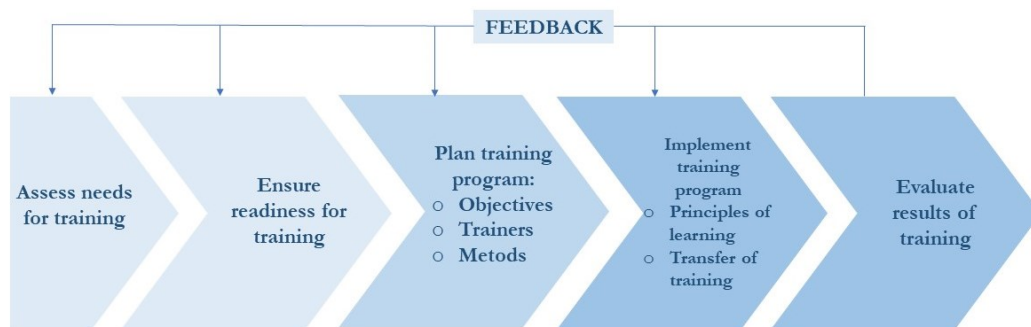 FEEDBACK
Assess needs
for training
Ensure
readiness for
training
Plan training
program:
o Objectives
o Trainers
o Metods
Implement
training
program
o Principles of
learning
o Transfer of
training
Evaluate
results of
training